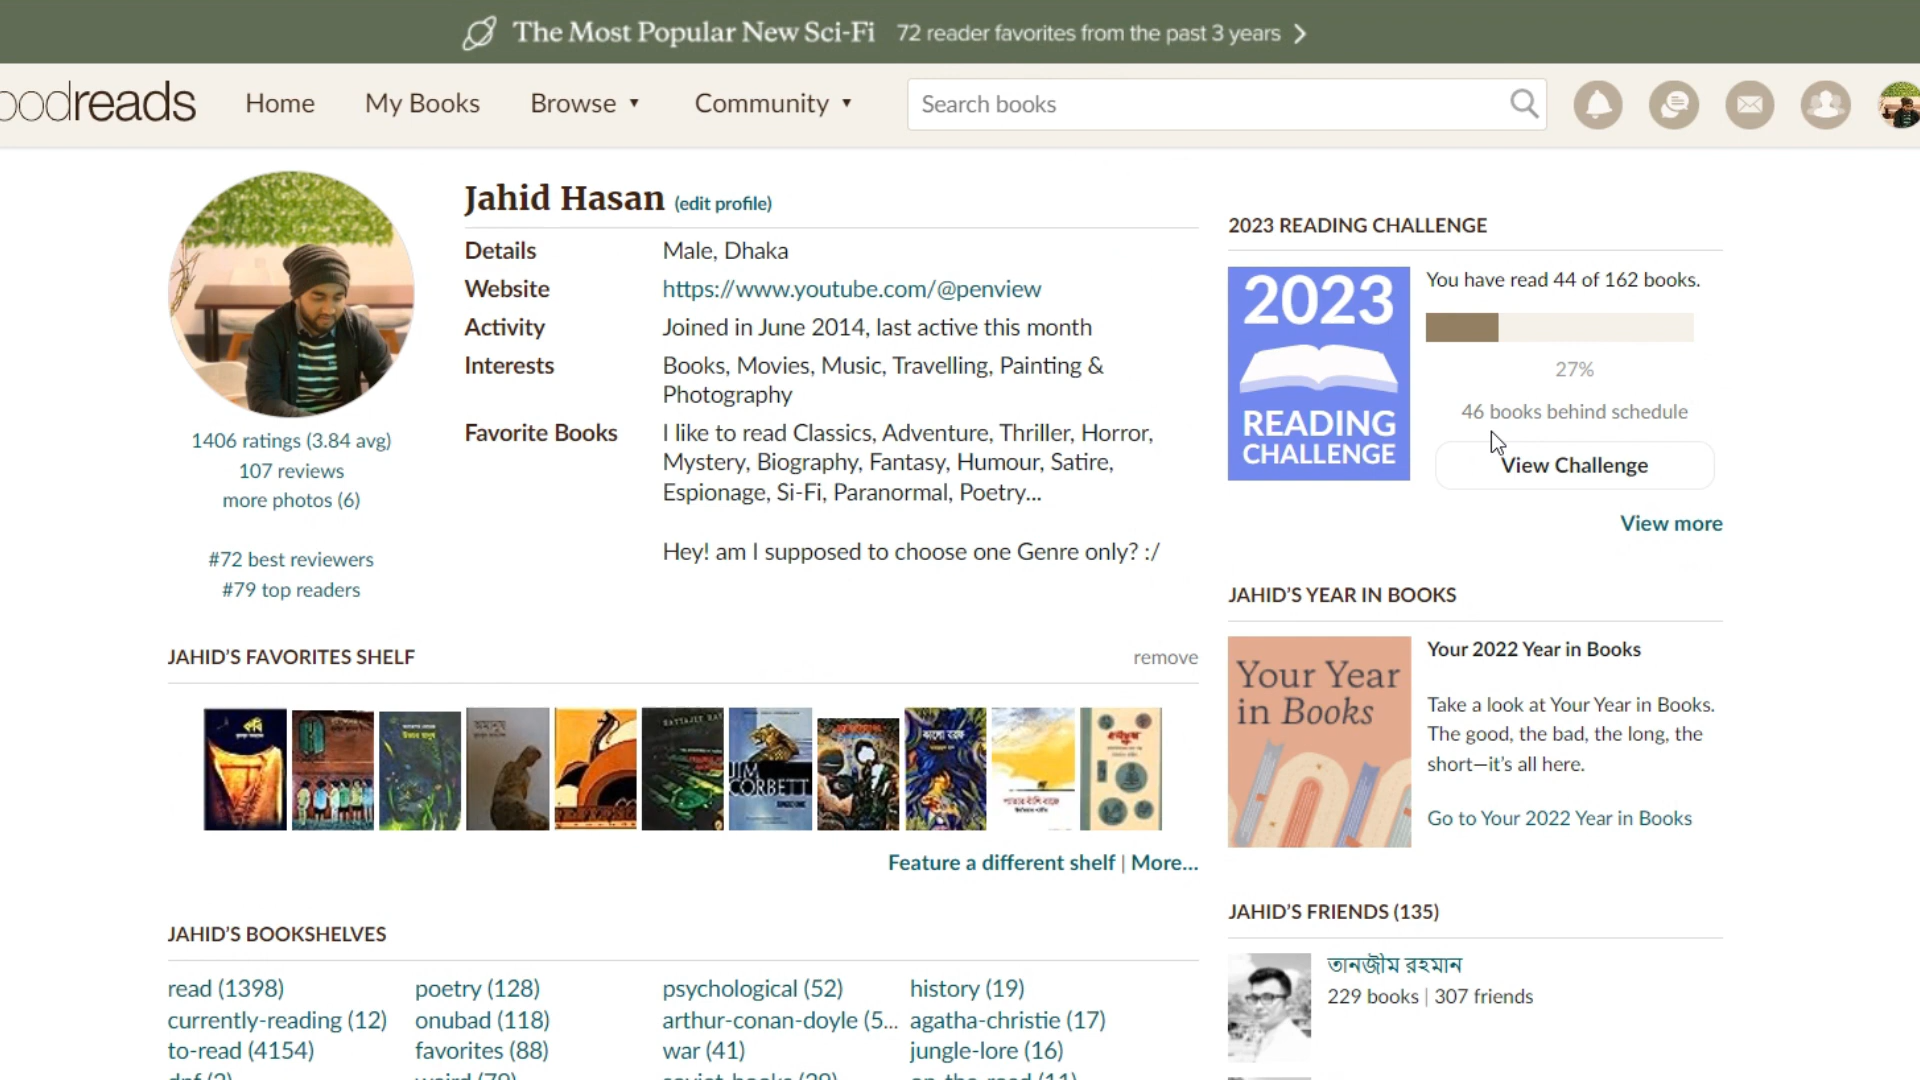 The Most Popular New Sci-Fi 72 reader favorites from the past 3 years
oodreads Home My Books Browse Community Search books
Jahid Hasan (edit profile)
Details Male, Dhaka
Website https://www.youtube.com/@penview
Activity Joined in June 2014, last active this month
Interests Books, Movies, Music, Travelling, Painting &
Photography
Favorite Books I like to read Classics, Adventure, Thriller, Horror,
Mystery, Biography, Fantasy, Humour, Satire,
Espionage, Si-Fi, Paranormal, Poetry...
Hey! am I supposed to choose one Genre only? :/
1406 ratings (3.84 avg)
107 reviews
more photos (6)
#72 best reviewers
#79 top readers
2023 READING CHALLENGE
2023
READING
CHALLENGE
You have read 44 of 162 books.
27%
46 books behind schedule
View Challenge
View more
JAHID'S YEAR IN BOOKS
Your Year
in Books
Your 2022 Year in Books
Take a look at Your Year in Books.
The good, the bad, the long, the
short—it's all here.
Go to Your 2022 Year in Books
JAHID'S FAVORITES SHELF remove
কবি
SATYAJIT RAY
JIM
CORBETT
কালো বরফ
Feature a different shelf | More...
JAHID'S BOOKSHELVES
read (1398) poetry (128) psychological (52) history (19)
currently-reading (12) onubad (118) arthur-conan-doyle (5... agatha-christie (17)
to-read (4154) favorites (88) war (41) jungle-lore (16)
JAHID'S FRIENDS (135)
তানজীম রহমান
229 books | 307 friends